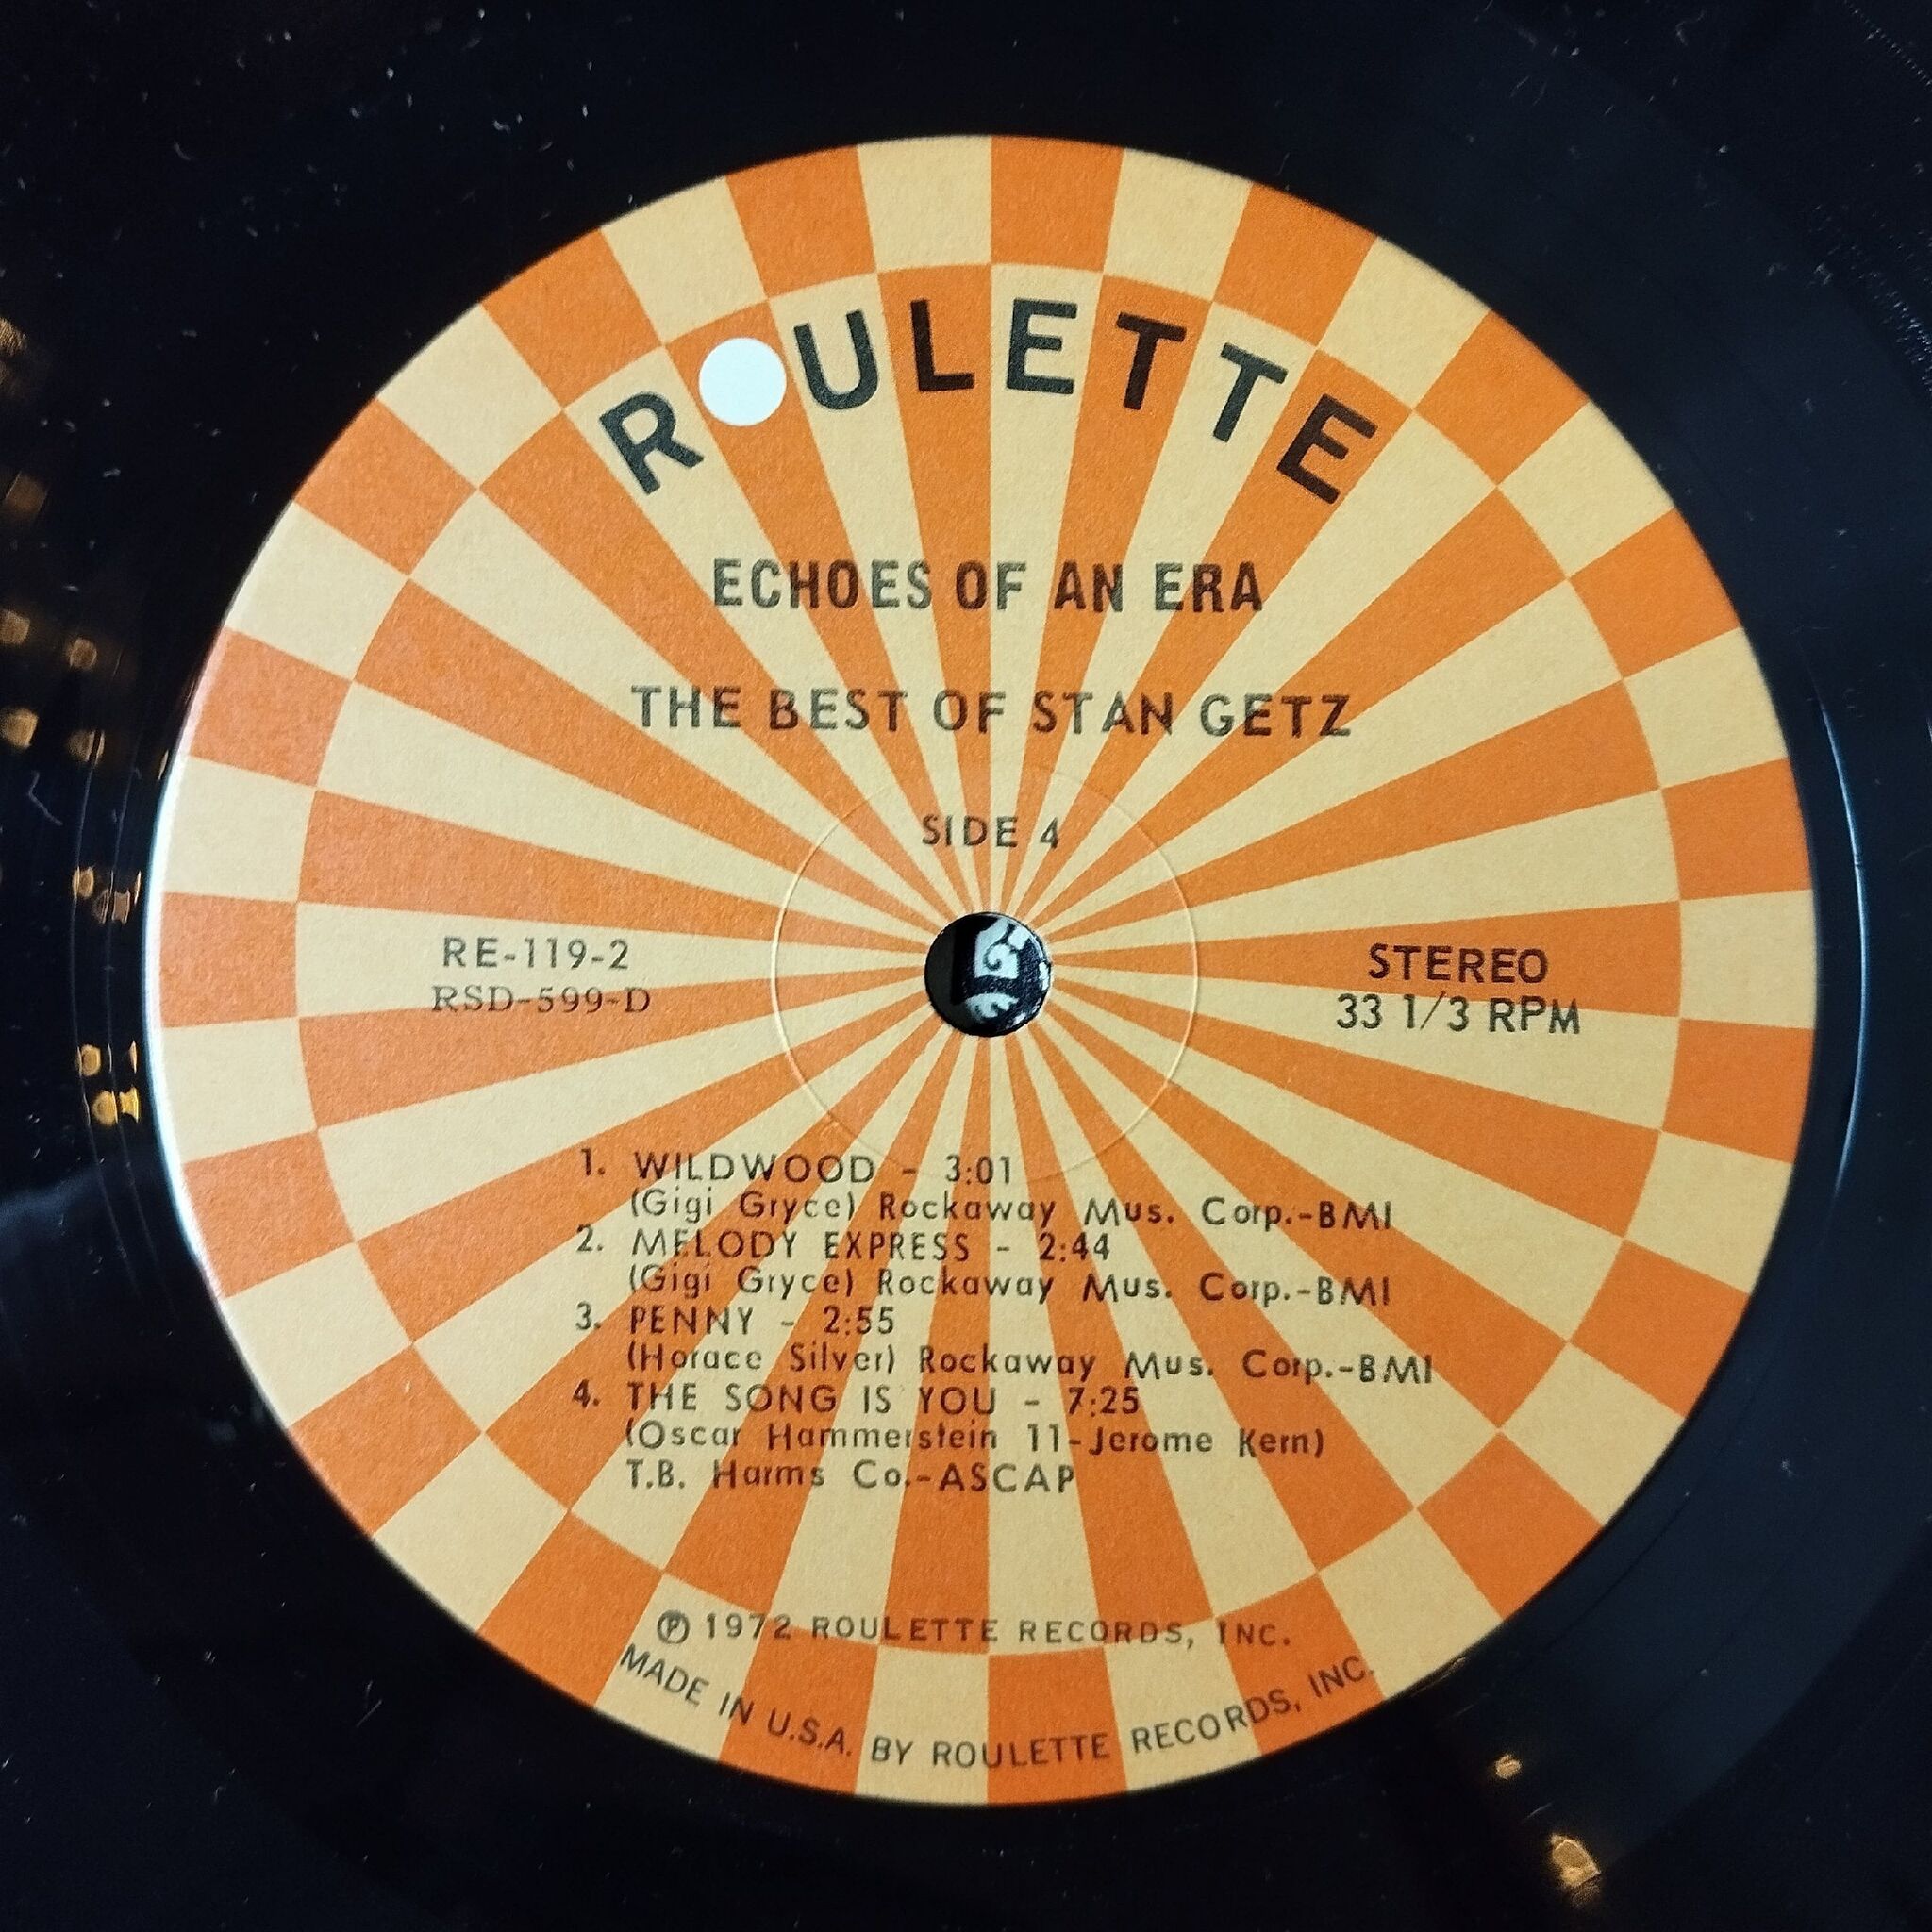 ROULETTE
ECHOES OF AN ERA
THE BEST OF STAN GETZ
SIDE 4
RE-119-2
RSD-599-D
STEREO
33 1/3 RPM
1. WILDWOOD - 3:01
(Gigi Gryce) Rockaway Mus. Corp.-BMI
2. MELODY EXPRESS - 2:44
(Gigi Gryce) Rockaway Mus. Corp.-BMI
3. PENNY - 2:55
(Horace Silver) Rockaway Mus. Corp.-BMI
4. THE SONG IS YOU - 7:25
(Oscar Hammerstein 11-Jerome Kern)
T.B. Harms Co.-ASCAP
℗ 1972 ROULETTE RECORDS, INC.
MADE IN U.S.A. BY ROULETTE RECORDS, INC.